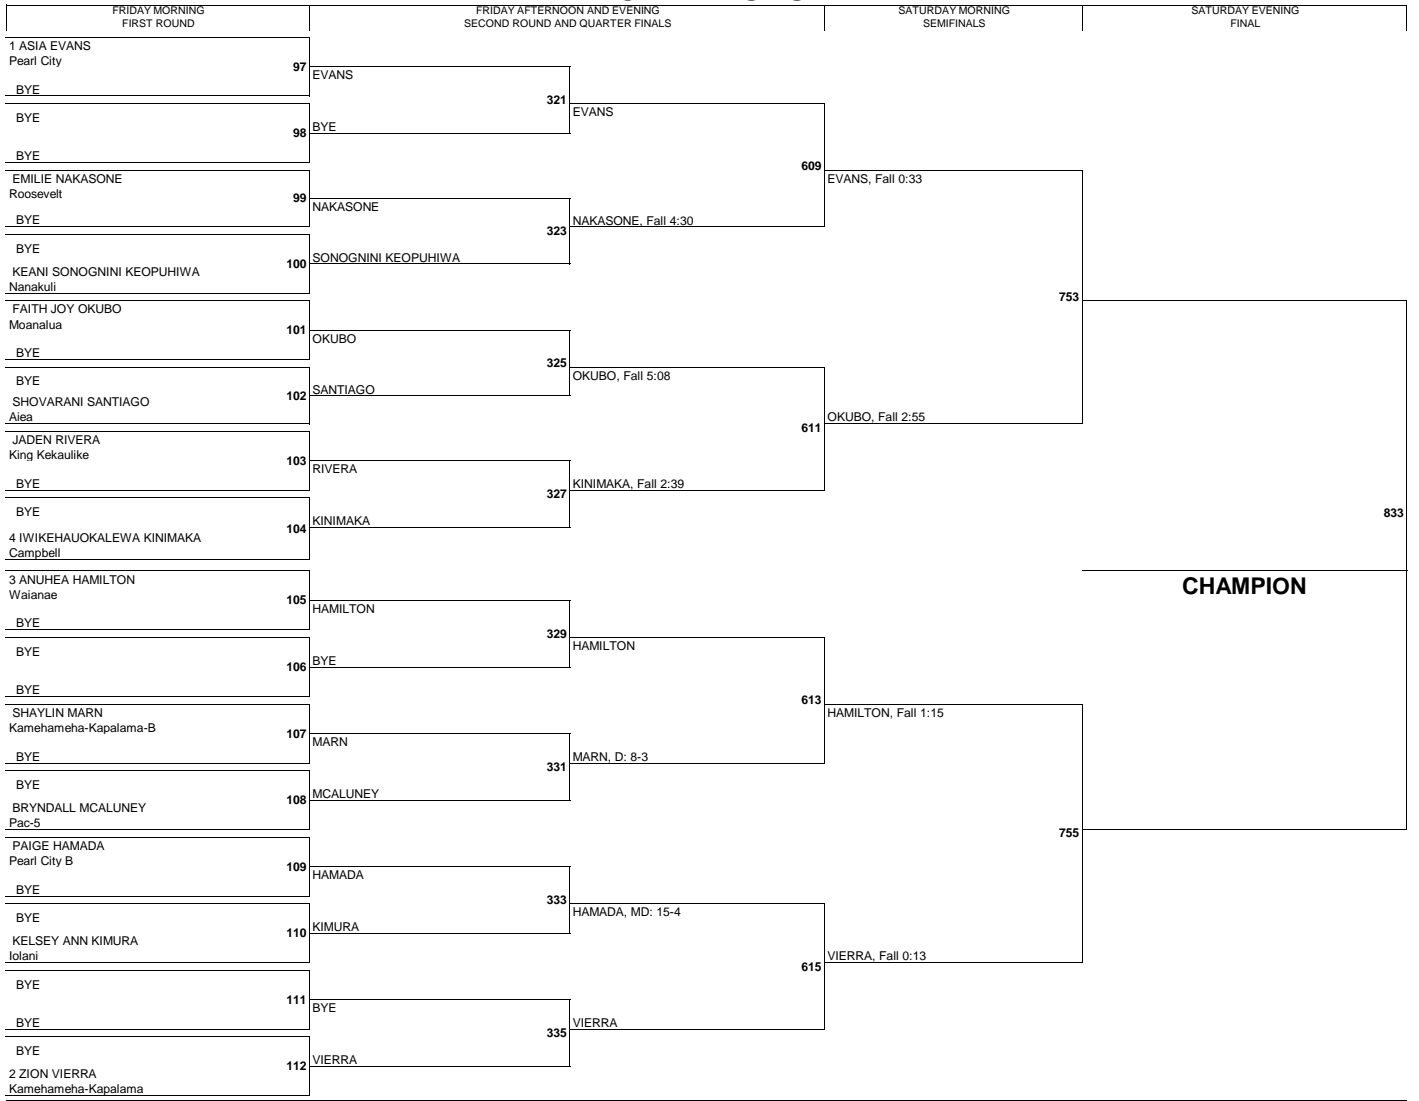 FRIDAY MORNING
FIRST ROUND
FRIDAY AFTERNOON AND EVENING
SECOND ROUND AND QUARTER FINALS
SATURDAY MORNING
SEMIFINALS
SATURDAY EVENING
FINAL
1 ASIA EVANS
Pearl City
97
BYE
BYE
98
BYE
EMILIE NAKASONE
Roosevelt
99
BYE
BYE
100
KEANI SONOGNINI KEOPUHIWA
Nanakuli
FAITH JOY OKUBO
Moanalua
101
BYE
BYE
102
SHOVARANI SANTIAGO
Aiea
JADEN RIVERA
King Kekaulike
103
BYE
BYE
104
4 IWIKEHAUOKALEWA KINIMAKA
Campbell
3 ANUHEA HAMILTON
Waianae
105
BYE
BYE
106
BYE
SHAYLIN MARN
Kamehameha-Kapalama-B
107
BYE
BYE
108
BRYNDALL MCALUNEY
Pac-5
PAIGE HAMADA
Pearl City B
109
BYE
BYE
110
KELSEY ANN KIMURA
Iolani
BYE
111
BYE
BYE
112
2 ZION VIERRA
Kamehameha-Kapalama
EVANS
321
BYE
NAKASONE
323
SONOGNINI KEOPUHIWA
OKUBO
325
SANTIAGO
RIVERA
327
KINIMAKA
HAMILTON
329
BYE
MARN
331
MCALUNEY
HAMADA
333
KIMURA
BYE
335
VIERRA
EVANS
609
NAKASONE, Fall 4:30
OKUBO, Fall 5:08
611
KINIMAKA, Fall 2:39
HAMILTON
613
MARN, D: 8-3
HAMADA, MD: 15-4
615
VIERRA
EVANS, Fall 0:33
753
OKUBO, Fall 2:55
HAMILTON, Fall 1:15
755
VIERRA, Fall 0:13
833
CHAMPION